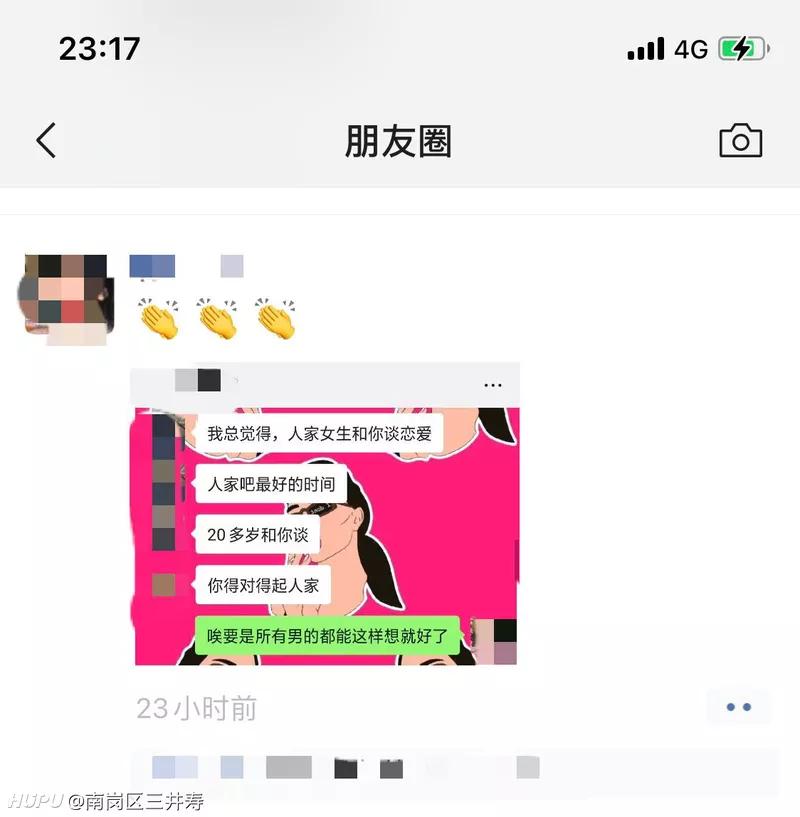 23:17
4G
朋友圈
我总觉得，人家女生和你谈恋爱
人家吧最好的时间
20多岁和你谈
你得对得起人家
唉要是所有男的都能这样想就好了
23小时前
HUPU @南岗区三井寿